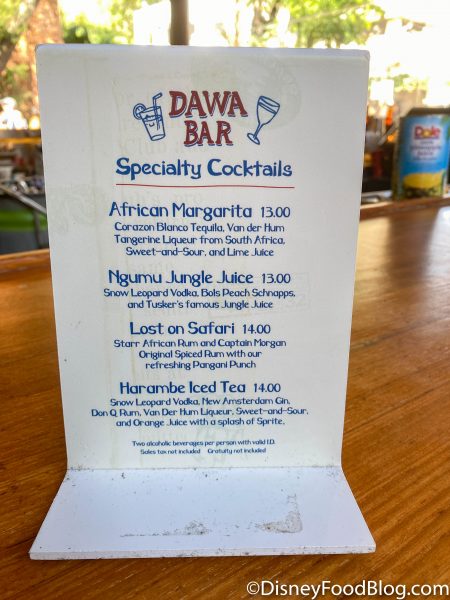 DAWA
BAR
Specialty Cocktails
African Margarita 13.00
Corazon Blanco Tequila, Van der Hum
Tangerine Liqueur from South Africa,
Sweet-and-Sour, and Lime Juice
Ngumu Jungle Juice 13.00
Snow Leopard Vodka, Bols Peach Schnapps,
and Tusker's famous Jungle Juice
Lost on Safari 14.00
Starr African Rum and Captain Morgan
Original Spiced Rum with our
refreshing Pangani Punch
Harambe Iced Tea 14.00
Snow Leopard Vodka, New Amsterdam Gin,
Don Q Rum, Van Der Hum Liqueur, Sweet-and-Sour,
and Orange Juice with a splash of Sprite.
Two alcoholic beverages per person with valid I.D.
Sales tax not included Gratuity not included
Dole
©DisneyFoodBlog.com